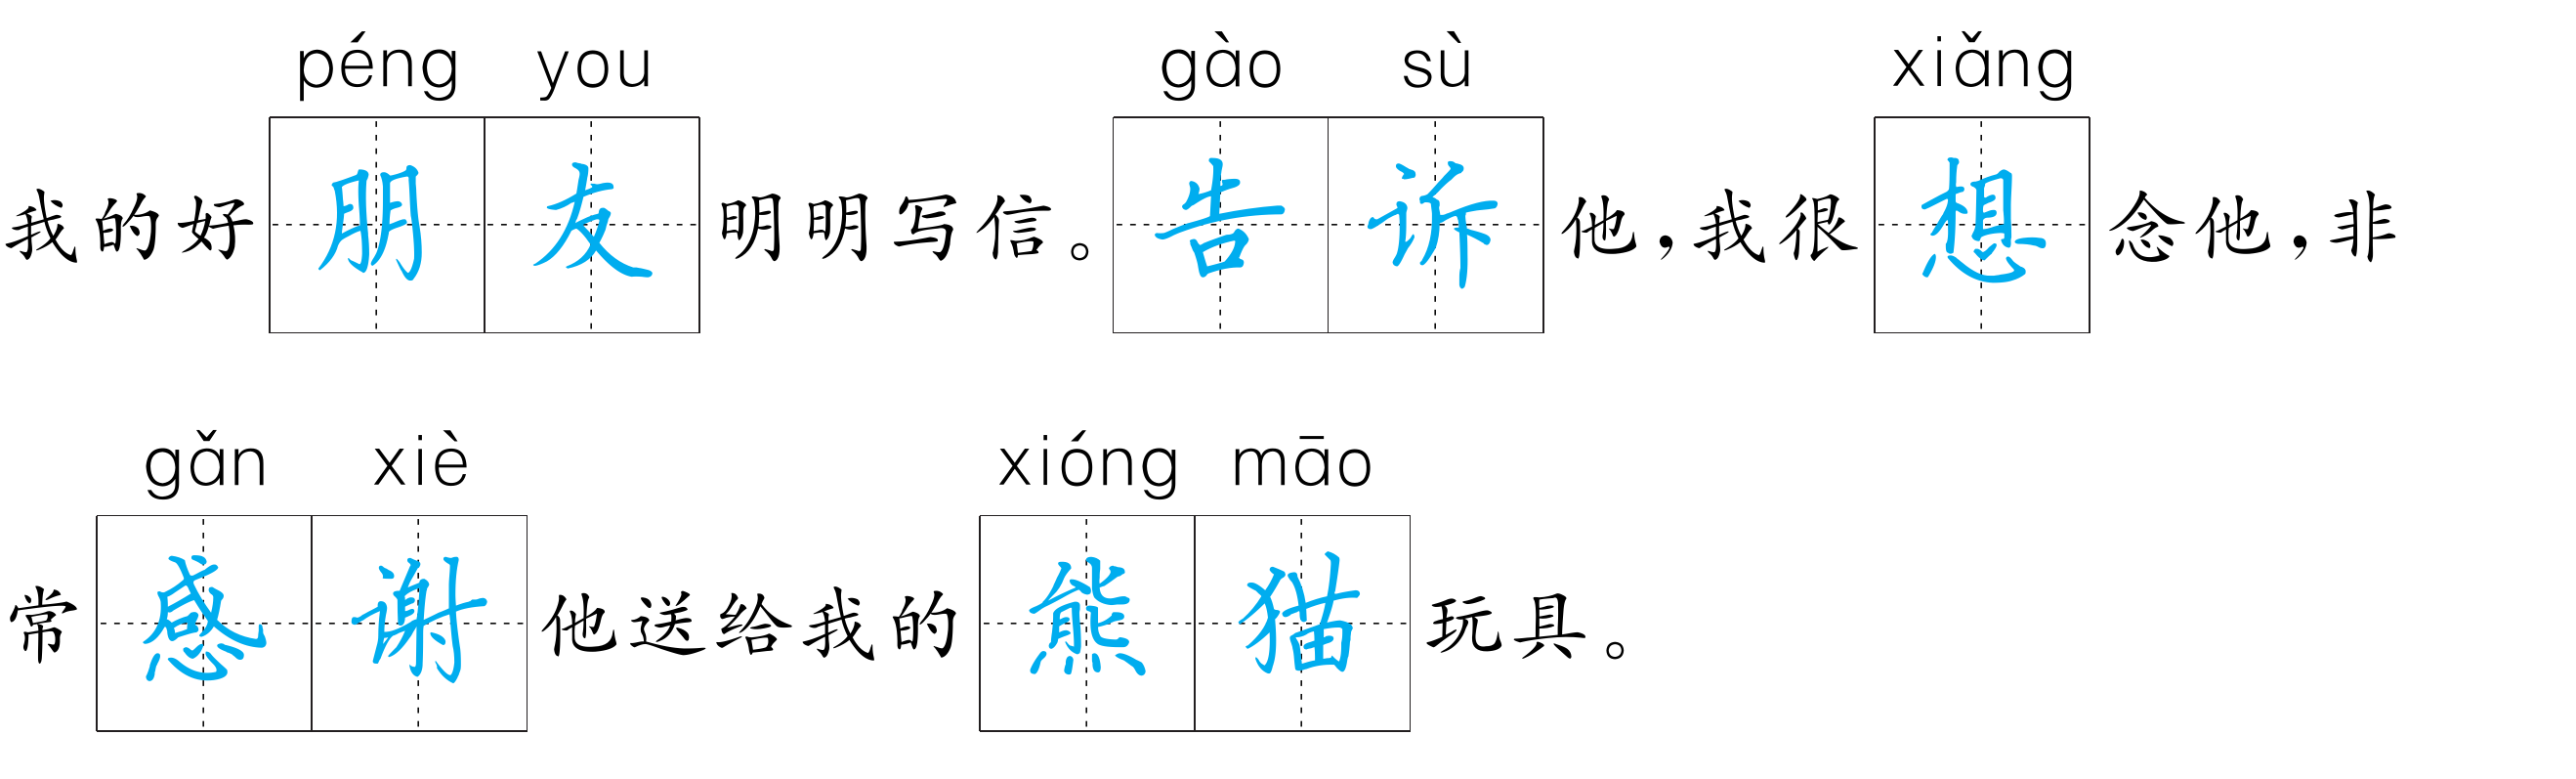 péng you gào sù xiǎng
我的好朋友明明写信。告诉他，我很想念他，非
gǎn xiè xióng māo
常感谢他送给我的熊猫玩具。